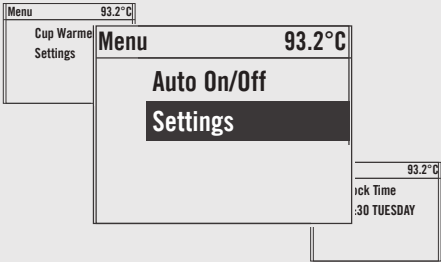 Menu 93.2°C
Cup Warme
Settings
Menu 93.2°C
Auto On/Off
Settings
93.2°C
ock Time
:30 TUESDAY